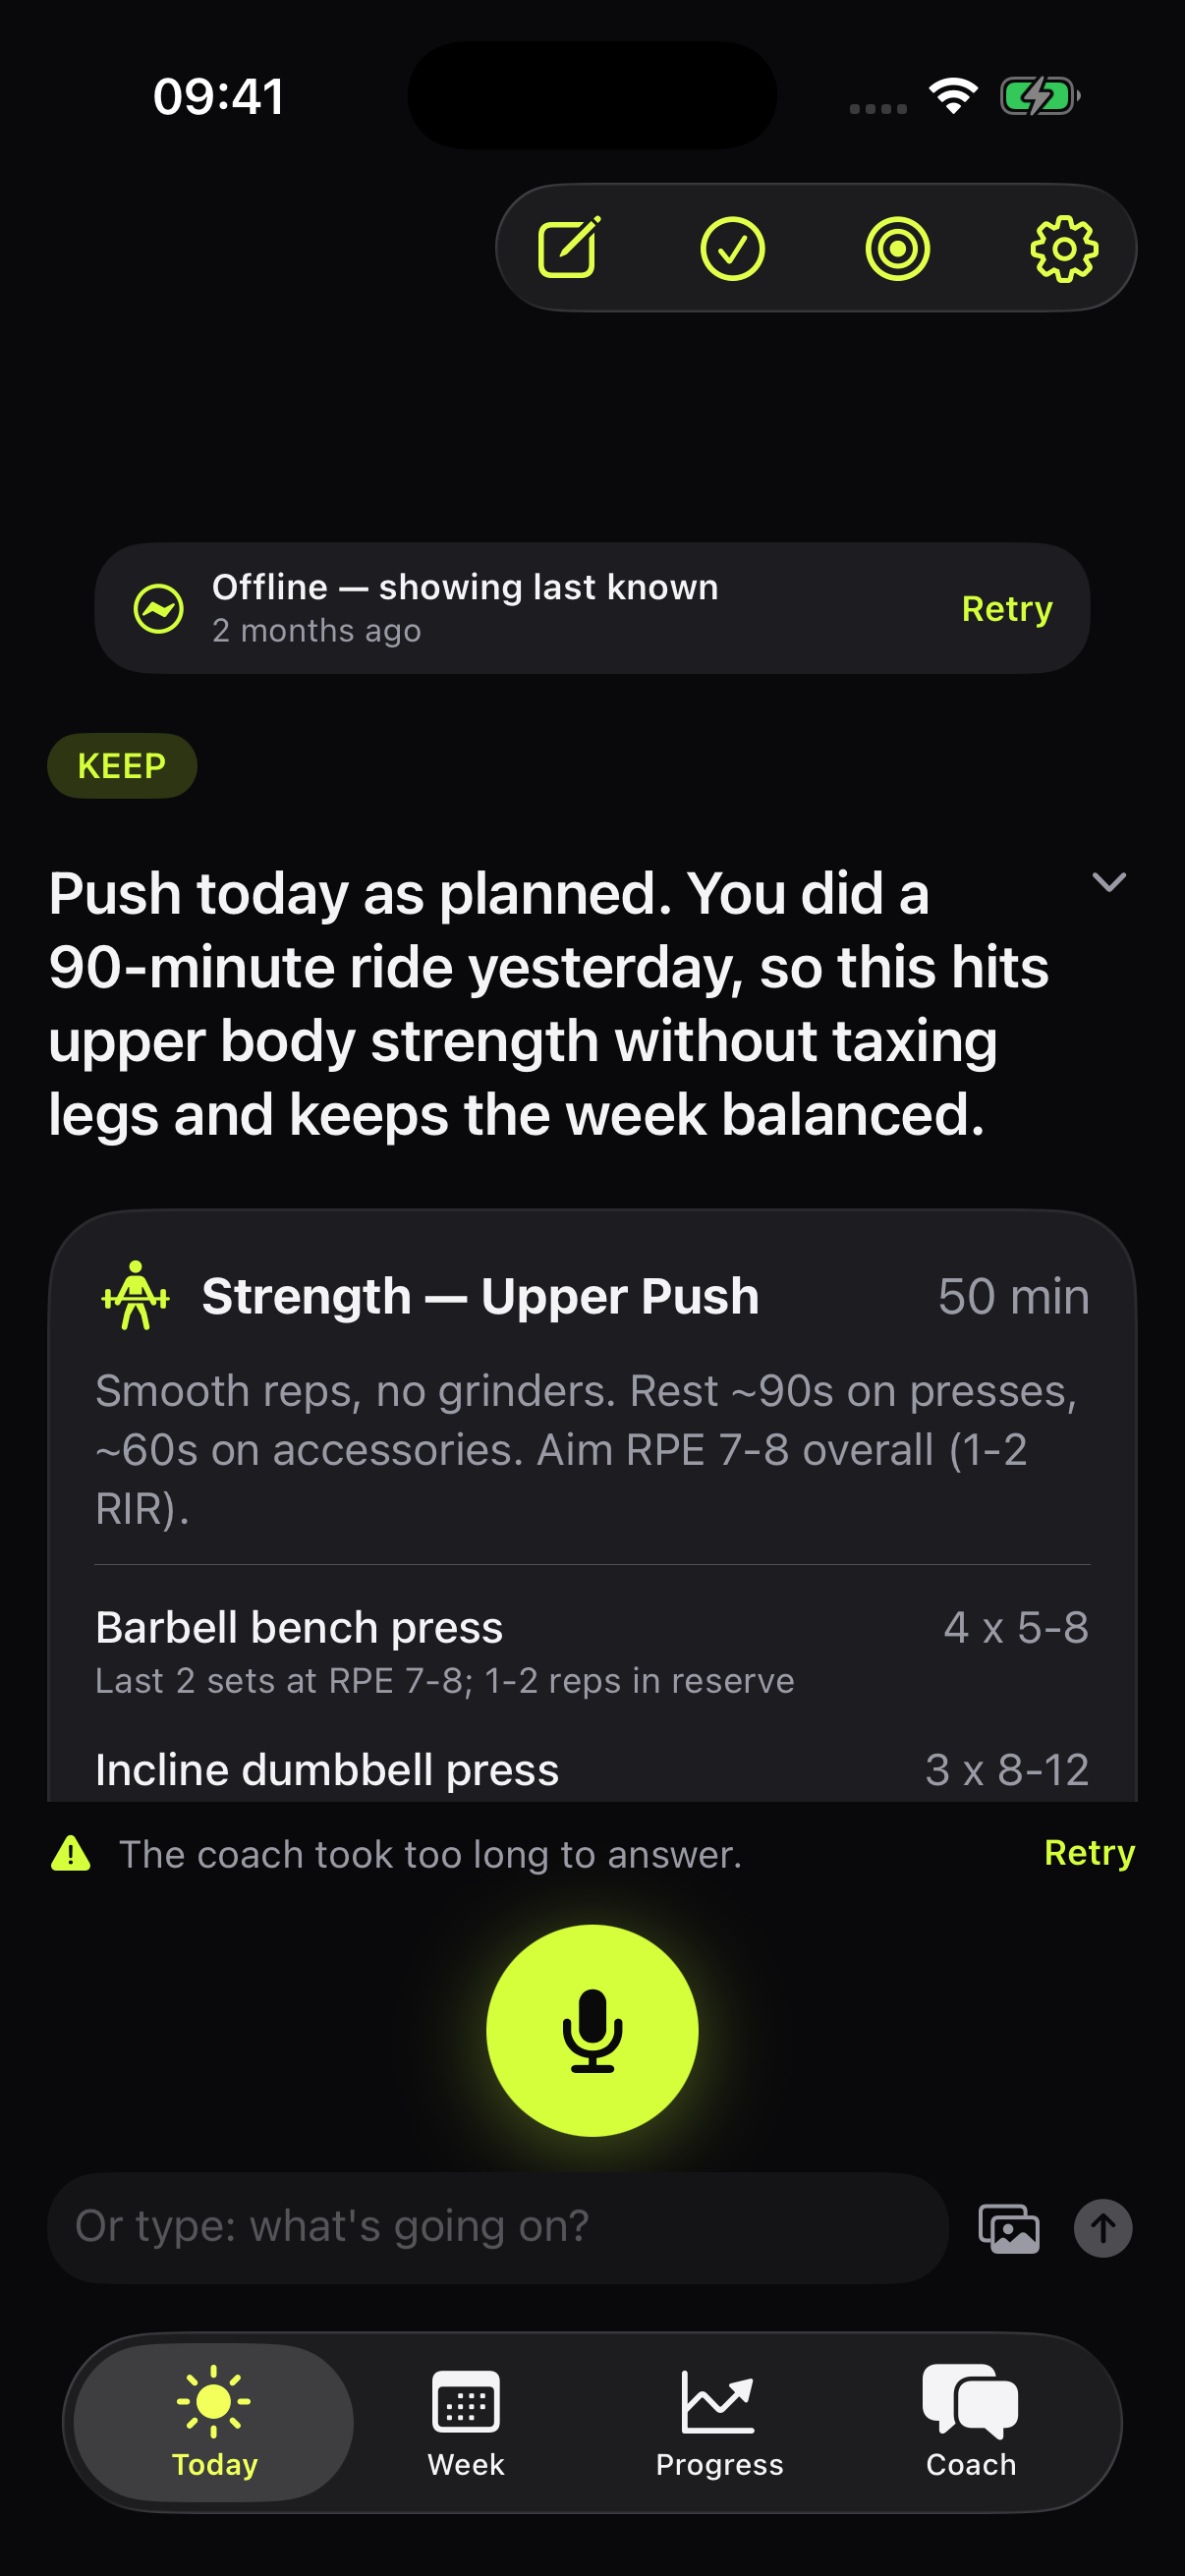 09:41
Offline — showing last known
2 months ago
Retry
KEEP
Push today as planned. You did a
90-minute ride yesterday, so this hits
upper body strength without taxing
legs and keeps the week balanced.
Strength — Upper Push
50 min
Smooth reps, no grinders. Rest ~90s on presses,
~60s on accessories. Aim RPE 7-8 overall (1-2
RIR).
Barbell bench press
4 x 5-8
Last 2 sets at RPE 7-8; 1-2 reps in reserve
Incline dumbbell press
3 x 8-12
The coach took too long to answer.
Retry
Or type: what's going on?
Today
Week
Progress
Coach